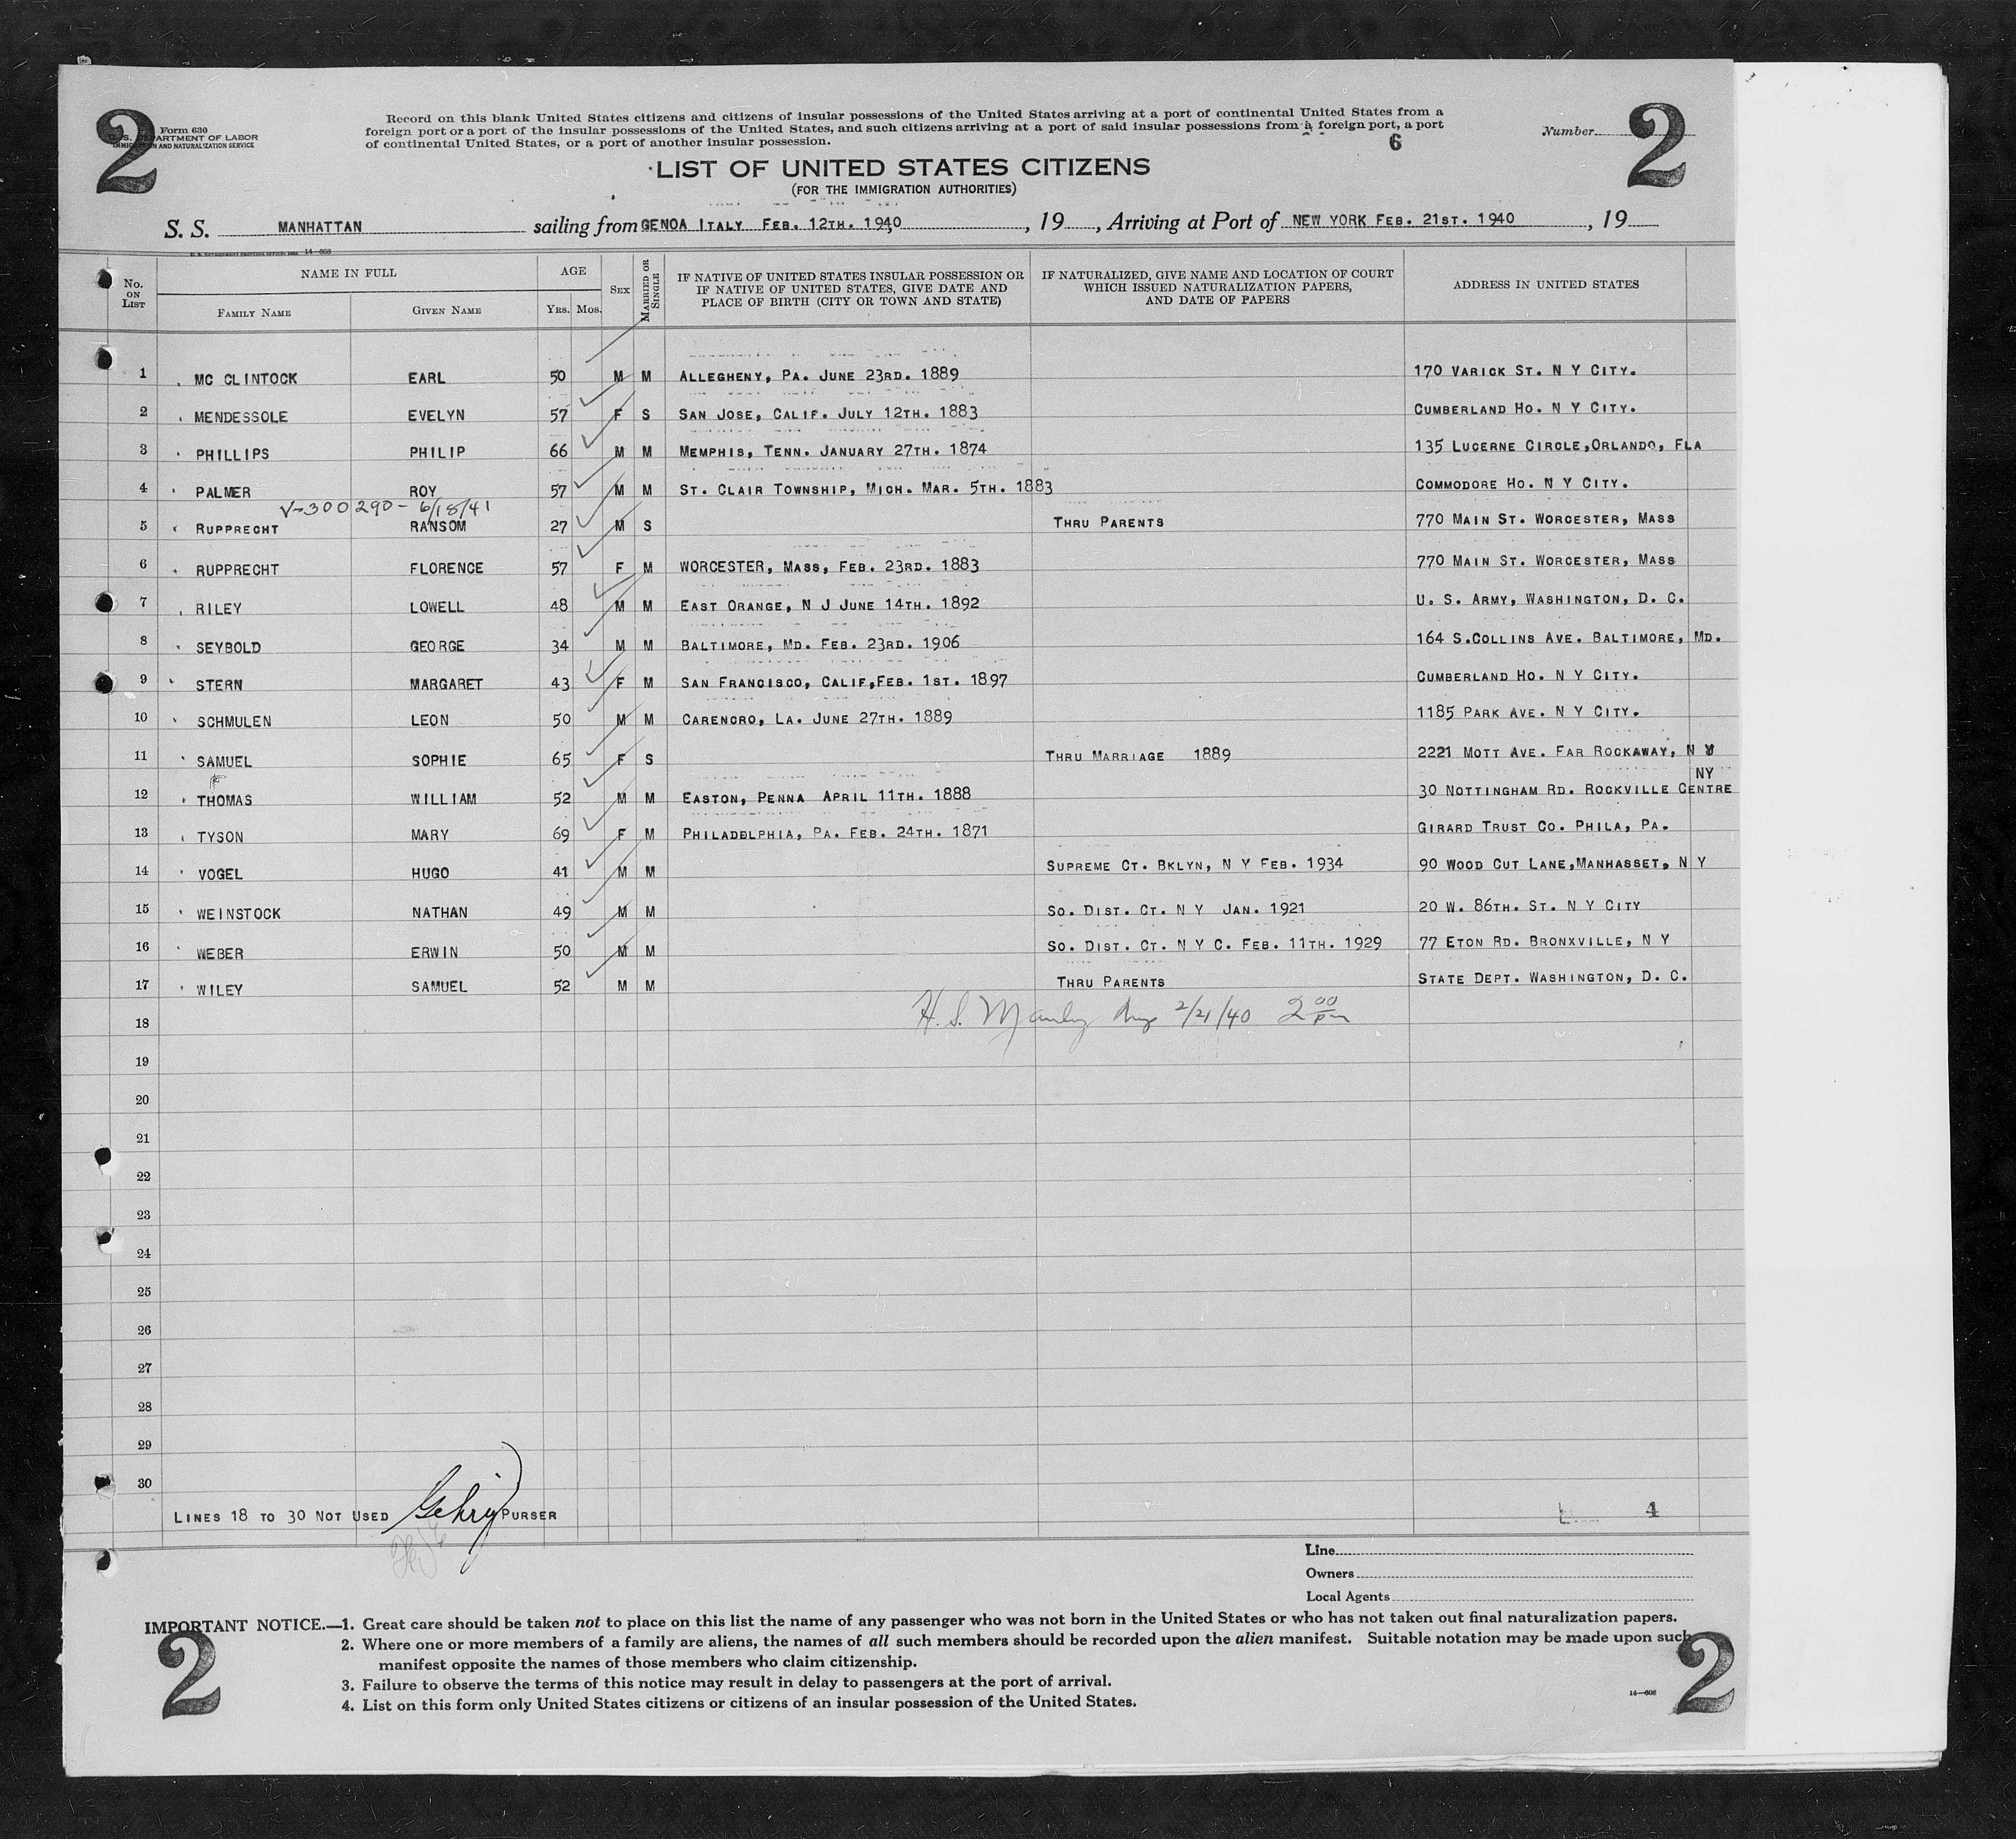 2 2
Form 630
U. S. DEPARTMENT OF LABOR
IMMIGRATION AND NATURALIZATION SERVICE
Record on this blank United States citizens and citizens of insular possessions of the United States arriving at a port of continental United States from a
foreign port or a port of the insular possessions of the United States, and such citizens arriving at a port of said insular possessions from a foreign port, a port
of continental United States, or a port of another insular possession.
6
Number
LIST OF UNITED STATES CITIZENS
(FOR THE IMMIGRATION AUTHORITIES)
S. S. MANHATTAN sailing from GENOA ITALY FEB. 12TH. 1940, 19, Arriving at Port of NEW YORK FEB. 21ST. 1940, 19
14—608
No. ON LIST
NAME IN FULL
FAMILY NAME GIVEN NAME
AGE
YRS. MOS.
SEX
MARRIED OR SINGLE
IF NATIVE OF UNITED STATES INSULAR POSSESSION OR
IF NATIVE OF UNITED STATES, GIVE DATE AND
PLACE OF BIRTH (CITY OR TOWN AND STATE)
IF NATURALIZED, GIVE NAME AND LOCATION OF COURT
WHICH ISSUED NATURALIZATION PAPERS,
AND DATE OF PAPERS
ADDRESS IN UNITED STATES
1 MC CLINTOCK EARL 50 M M ALLEGHENY, PA. JUNE 23RD. 1889 170 VARICK ST. N Y CITY.
2 MENDESSOLE EVELYN 57 F S SAN JOSE, CALIF. JULY 12TH. 1883 CUMBERLAND HO. N Y CITY.
3 PHILLIPS PHILIP 66 M M MEMPHIS, TENN. JANUARY 27TH. 1874 135 LUCERNE CIRCLE, ORLANDO, FLA
4 PALMER ROY 57 M M ST. CLAIR TOWNSHIP, MICH. MAR. 5TH. 1883 COMMODORE HO. N Y CITY.
V-300290 - 6/18/41
5 RUPPRECHT RANSOM 27 M S THRU PARENTS 770 MAIN ST. WORCESTER, MASS
6 RUPPRECHT FLORENCE 57 F M WORCESTER, MASS, FEB. 23RD. 1883 770 MAIN ST. WORCESTER, MASS
7 RILEY LOWELL 48 M M EAST ORANGE, N J JUNE 14TH. 1892 U. S. ARMY, WASHINGTON, D. C.
8 SEYBOLD GEORGE 34 M M BALTIMORE, MD. FEB. 23RD. 1906 164 S.COLLINS AVE. BALTIMORE, MD.
9 STERN MARGARET 43 F M SAN FRANCISCO, CALIF,FEB. 1ST. 1897 CUMBERLAND HO. N Y CITY.
10 SCHMULEN LEON 50 M M CARENCRO, LA. JUNE 27TH. 1889 1185 PARK AVE. N Y CITY.
11 SAMUEL SOPHIE 65 F S THRU MARRIAGE 1889 2221 MOTT AVE. FAR ROCKAWAY, N Y
NY
12 THOMAS WILLIAM 52 M M EASTON, PENNA APRIL 11TH. 1888 30 NOTTINGHAM RD. ROCKVILLE CENTRE
13 TYSON MARY 69 F M PHILADELPHIA, PA. FEB. 24TH. 1871 GIRARD TRUST CO. PHILA, PA.
14 VOGEL HUGO 41 M M SUPREME CT. BKLYN, N Y FEB. 1934 90 WOOD CUT LANE,MANHASSET, N Y
15 WEINSTOCK NATHAN 49 M M SO. DIST. CT. N Y JAN. 1921 20 W. 86TH. ST. N Y CITY
16 WEBER ERWIN 50 M M SO. DIST. CT. N Y C. FEB. 11TH. 1929 77 ETON RD. BRONXVILLE, N Y
17 WILEY SAMUEL 52 M M THRU PARENTS STATE DEPT. WASHINGTON, D. C.
18 H. S. 2/21/40 2 00 pm
19
20
21
22
23
24
25
26
27
28
29
30
LINES 18 TO 30 NOT USED Gehrig PURSER
4
Line
Owners
Local Agents
IMPORTANT NOTICE.—1. Great care should be taken not to place on this list the name of any passenger who was not born in the United States or who has not taken out final naturalization papers.
2. Where one or more members of a family are aliens, the names of all such members should be recorded upon the alien manifest. Suitable notation may be made upon such
manifest opposite the names of those members who claim citizenship.
3. Failure to observe the terms of this notice may result in delay to passengers at the port of arrival.
4. List on this form only United States citizens or citizens of an insular possession of the United States.
14—608
2 2